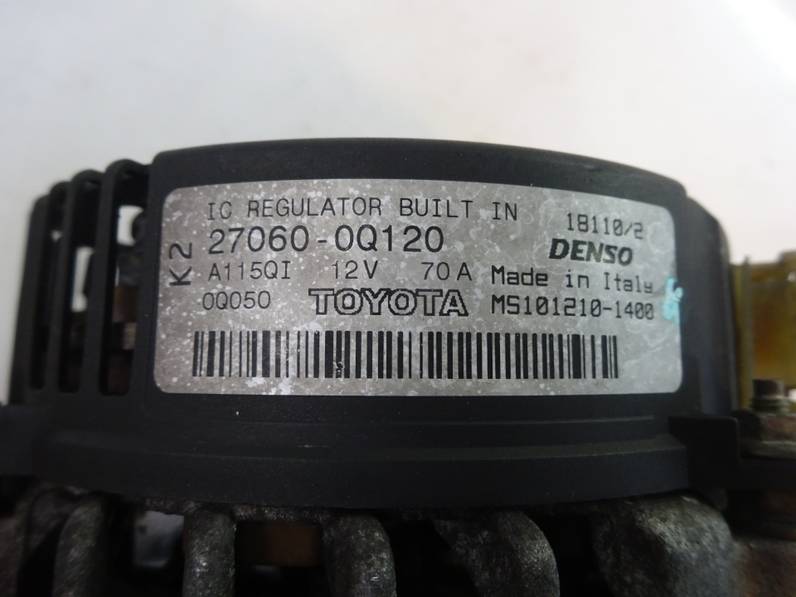 IC REGULATOR BUILT IN 18110/2
K2
27060-0Q120 DENSO
A115QI 12V 70A Made in Italy
0Q050 TOYOTA MS101210-1400